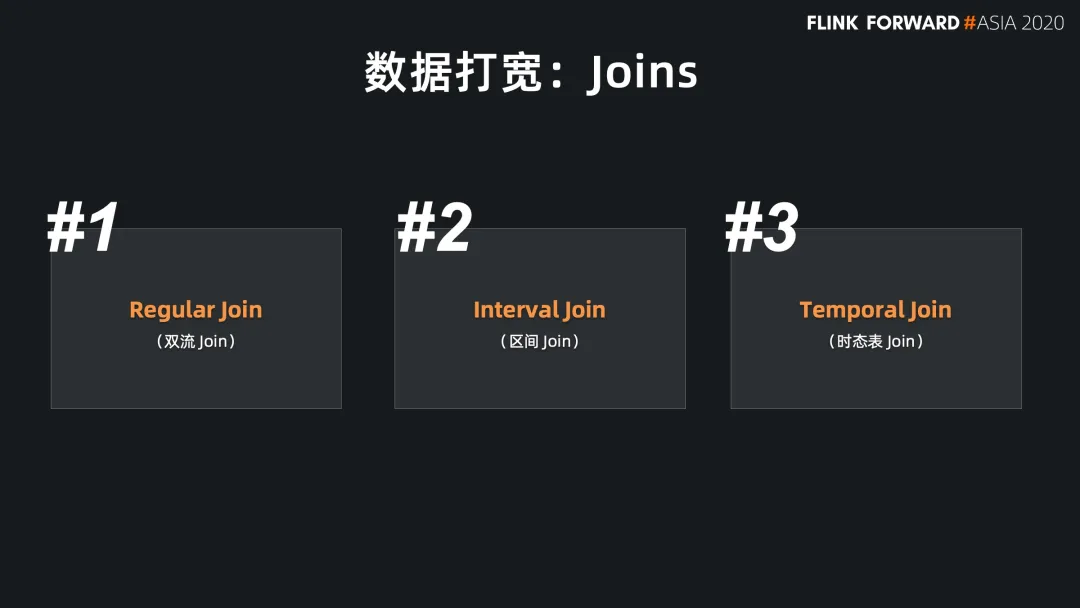 FLINK FORWARD #ASIA 2020
数据打宽：Joins
#1
Regular Join
（双流 Join）
#2
Interval Join
（区间 Join）
#3
Temporal Join
（时态表 Join）